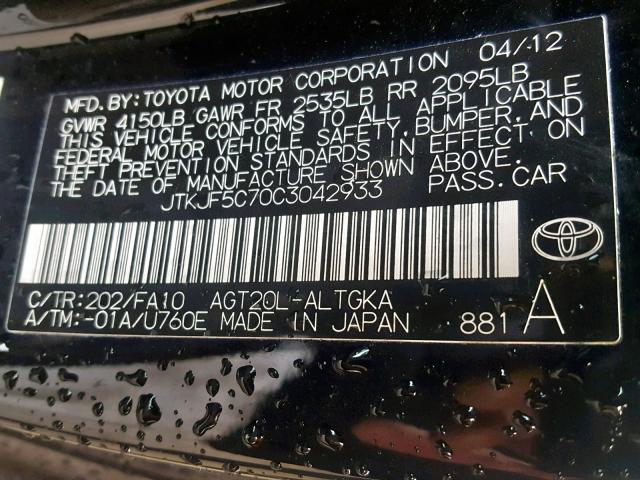 MFD. BY: TOYOTA MOTOR CORPORATION 04/12
GVWR 4150LB GAWR FR 2535LB RR 2095LB
THIS VEHICLE CONFORMS TO ALL APPLICABLE
FEDERAL MOTOR VEHICLE SAFETY, BUMPER, AND
THEFT PREVENTION STANDARDS IN EFFECT ON
THE DATE OF MANUFACTURE SHOWN ABOVE.
JTKJF5C70C3042933 PASS. CAR
C/TR: 202/FA10 AGT20L-ALTGKA
A/TM: -01A/U760E MADE IN JAPAN 881 A